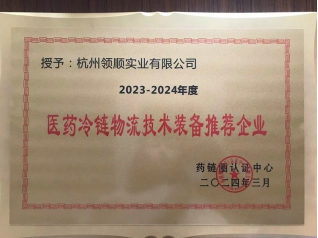 授予：杭州领顺实业有限公司
2023-2024年度
医药冷链物流技术装备推荐企业
药链圈认证中心
二〇二四年三月